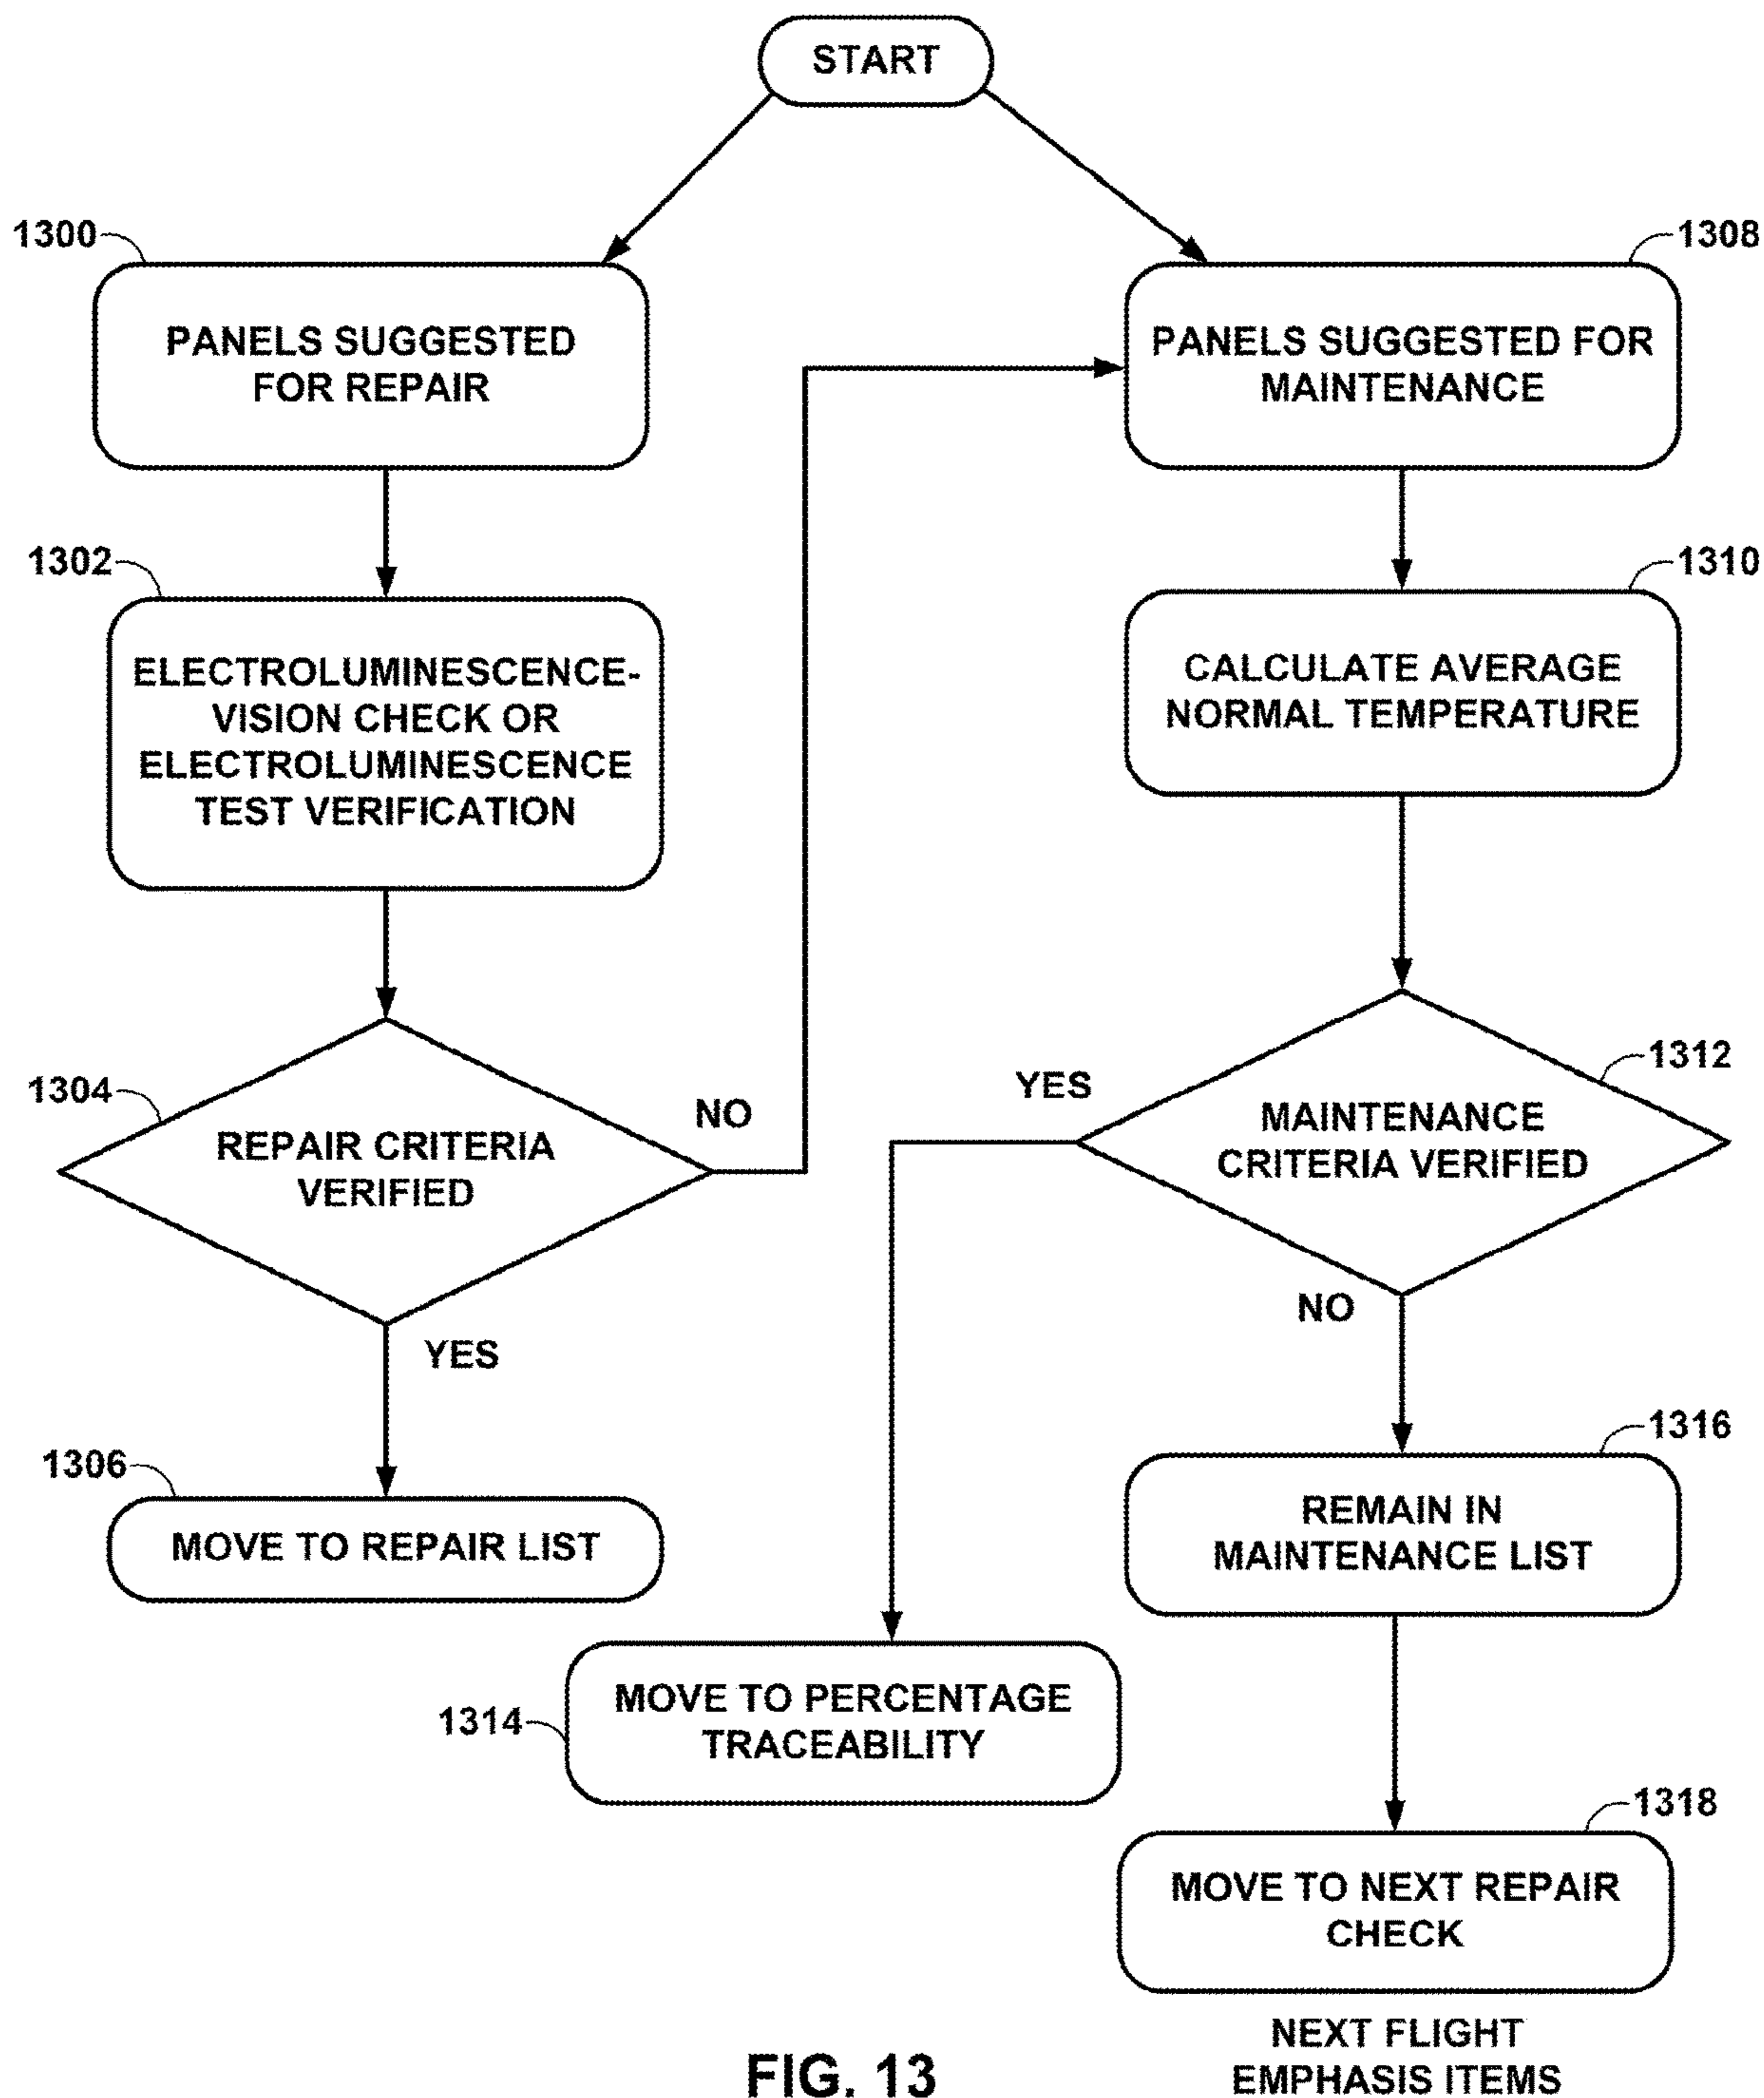 START
1300
PANELS SUGGESTED
FOR REPAIR
1308
PANELS SUGGESTED FOR
MAINTENANCE
1302
ELECTROLUMINESCENCE-
VISION CHECK OR
ELECTROLUMINESCENCE
TEST VERIFICATION
1310
CALCULATE AVERAGE
NORMAL TEMPERATURE
1304
REPAIR CRITERIA
VERIFIED
NO
YES
1312
MAINTENANCE
CRITERIA VERIFIED
YES
NO
1306
MOVE TO REPAIR LIST
1316
REMAIN IN
MAINTENANCE LIST
1314
MOVE TO PERCENTAGE
TRACEABILITY
1318
MOVE TO NEXT REPAIR
CHECK
NEXT FLIGHT
EMPHASIS ITEMS
FIG. 13